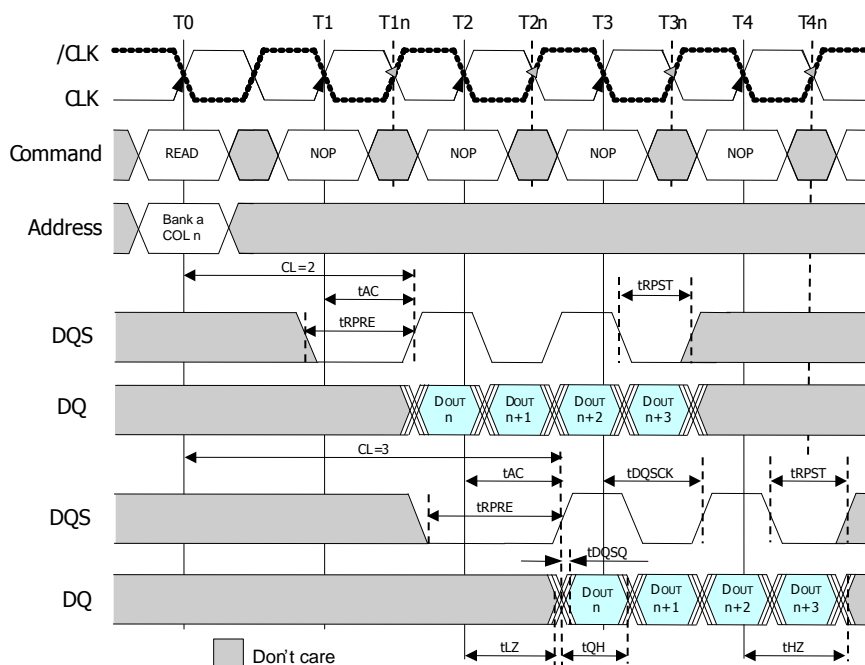 T0 T1 T1n T2 T2n T3 T3n T4 T4n
/CLK
CLK
Command READ NOP NOP NOP NOP
Address Bank a
COL n
CL=2
tAC
tRPRE
tRPST
DQS
DQ DOUT n DOUT n+1 DOUT n+2 DOUT n+3
CL=3
tAC
tDQSCK
tRPST
tRPRE
DQS
tDQSQ
DQ DOUT n DOUT n+1 DOUT n+2 DOUT n+3
tLZ tQH tHZ
Don't care